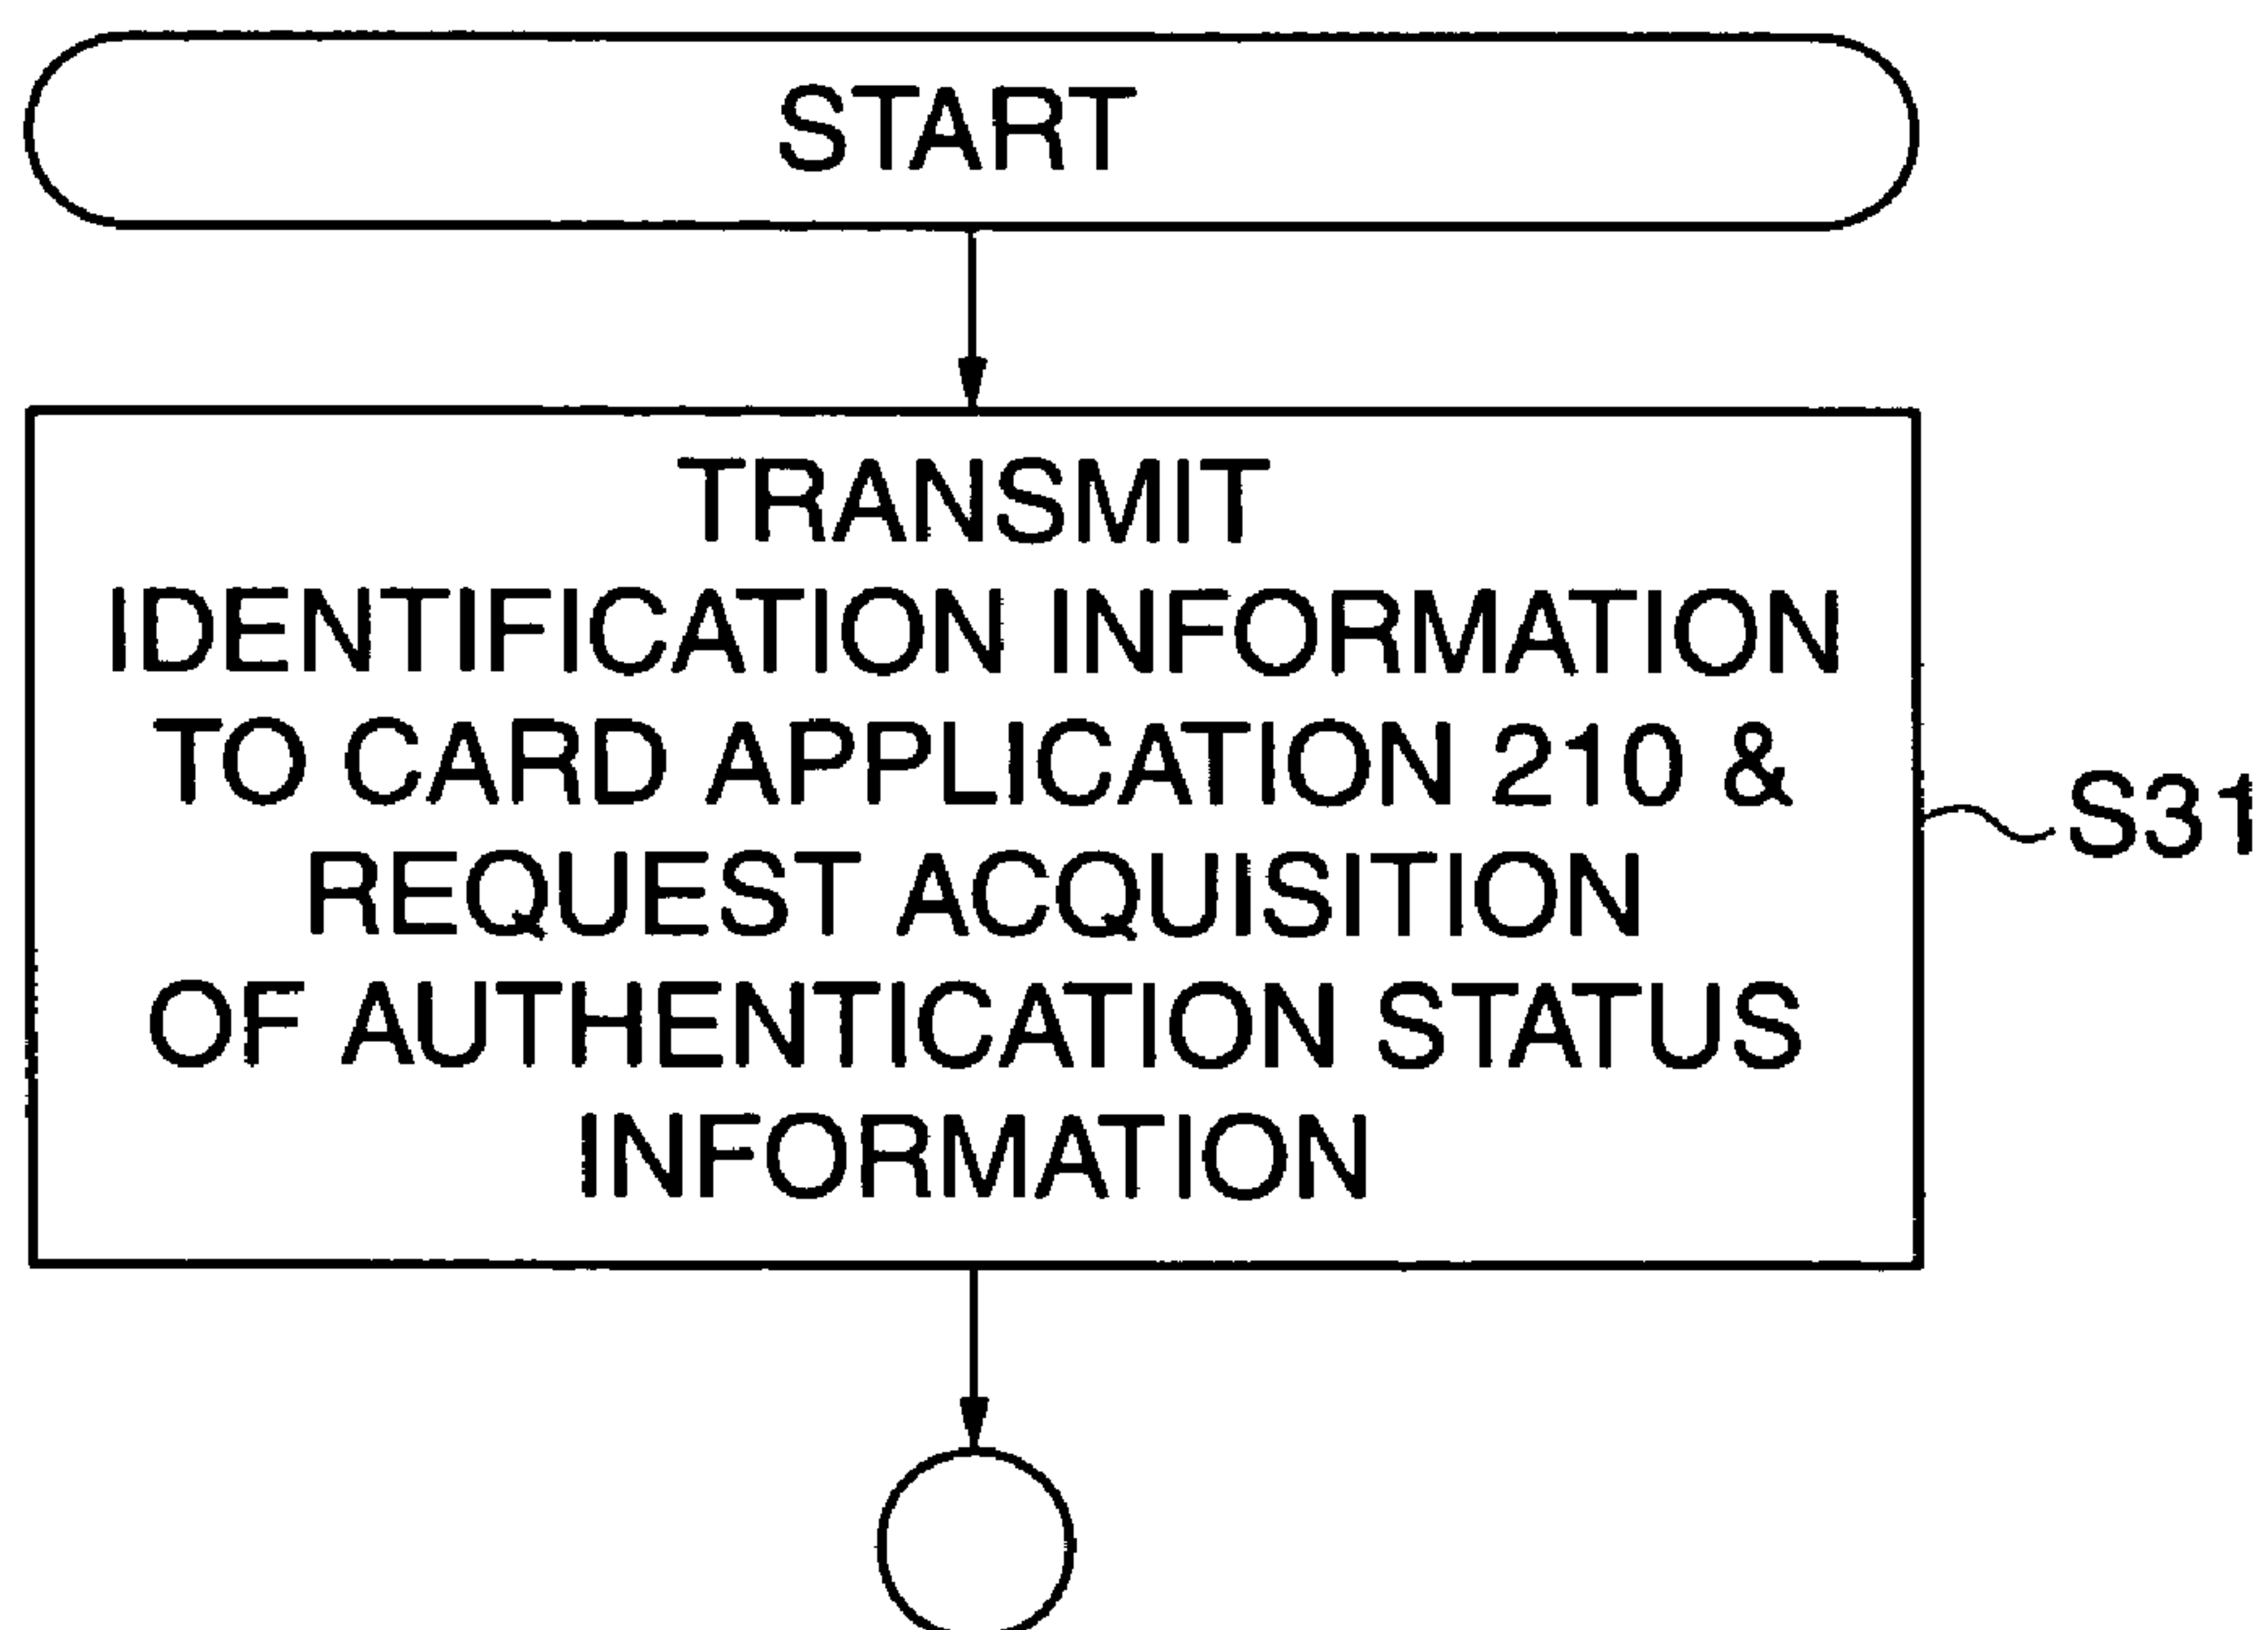 START
TRANSMIT
IDENTIFICATION INFORMATION
TO CARD APPLICATION 210 &
REQUEST ACQUISITION
OF AUTHENTICATION STATUS
INFORMATION
S31